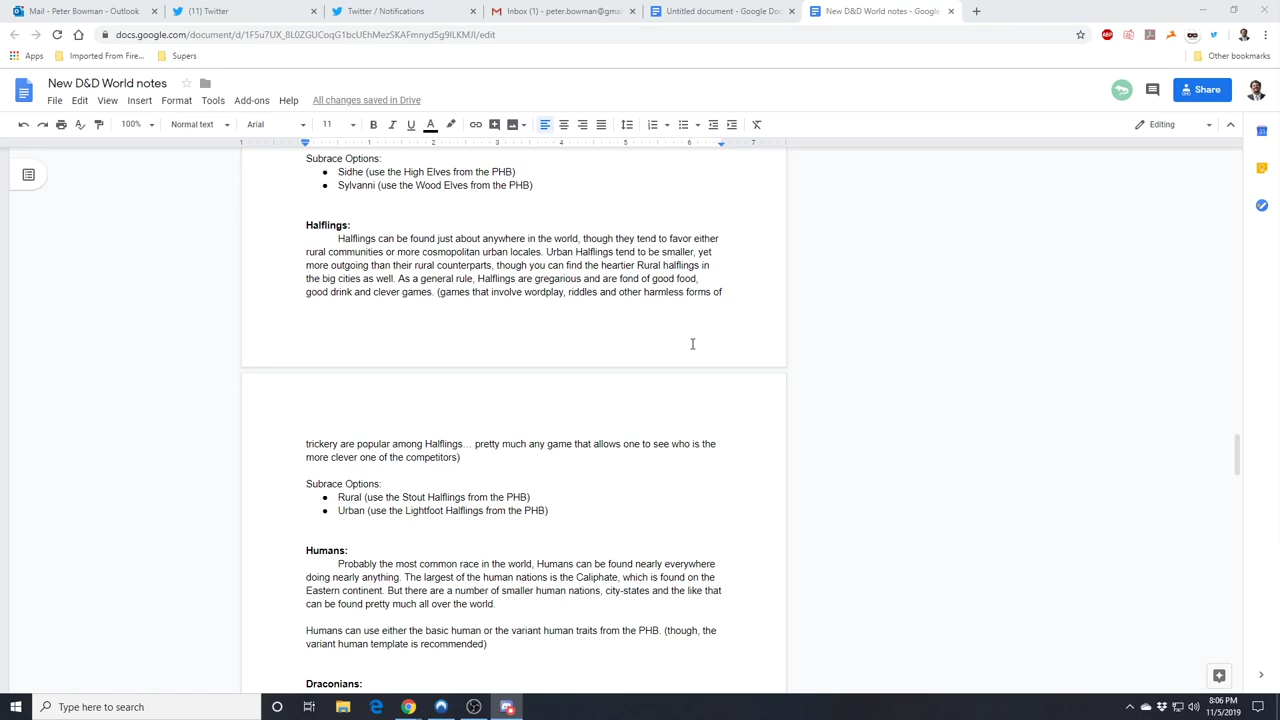 Mail - Peter Bowman - Outlook
(11) Twitter
Twitter / Notifications
Inbox (1) - peter.bowman@gmai
Untitled document - Google Doc
New D&D World notes - Google
Apps
Imported From Fire...
Supers
Other bookmarks
New D&D World notes
File Edit View Insert Format Tools Add-ons Help All changes saved in Drive
Share
100% Normal text Arial 11 B I U A
Editing
1 1 2 3 4 5 6 7
Subrace Options:
● Sidhe (use the High Elves from the PHB)
● Sylvanni (use the Wood Elves from the PHB)
Halflings:
Halflings can be found just about anywhere in the world, though they tend to favor either
rural communities or more cosmopolitan urban locales. Urban Halflings tend to be smaller, yet
more outgoing than their rural counterparts, though you can find the heartier Rural halflings in
the big cities as well. As a general rule, Halflings are gregarious and are fond of good food,
good drink and clever games. (games that involve wordplay, riddles and other harmless forms of
trickery are popular among Halflings… pretty much any game that allows one to see who is the
more clever one of the competitors)
Subrace Options:
● Rural (use the Stout Halflings from the PHB)
● Urban (use the Lightfoot Halflings from the PHB)
Humans:
Probably the most common race in the world, Humans can be found nearly everywhere
doing nearly anything. The largest of the human nations is the Caliphate, which is found on the
Eastern continent. But there are a number of smaller human nations, city-states and the like that
can be found pretty much all over the world.
Humans can use either the basic human or the variant human traits from the PHB. (though, the
variant human template is recommended)
Draconians:
Type here to search
8:06 PM
11/5/2019